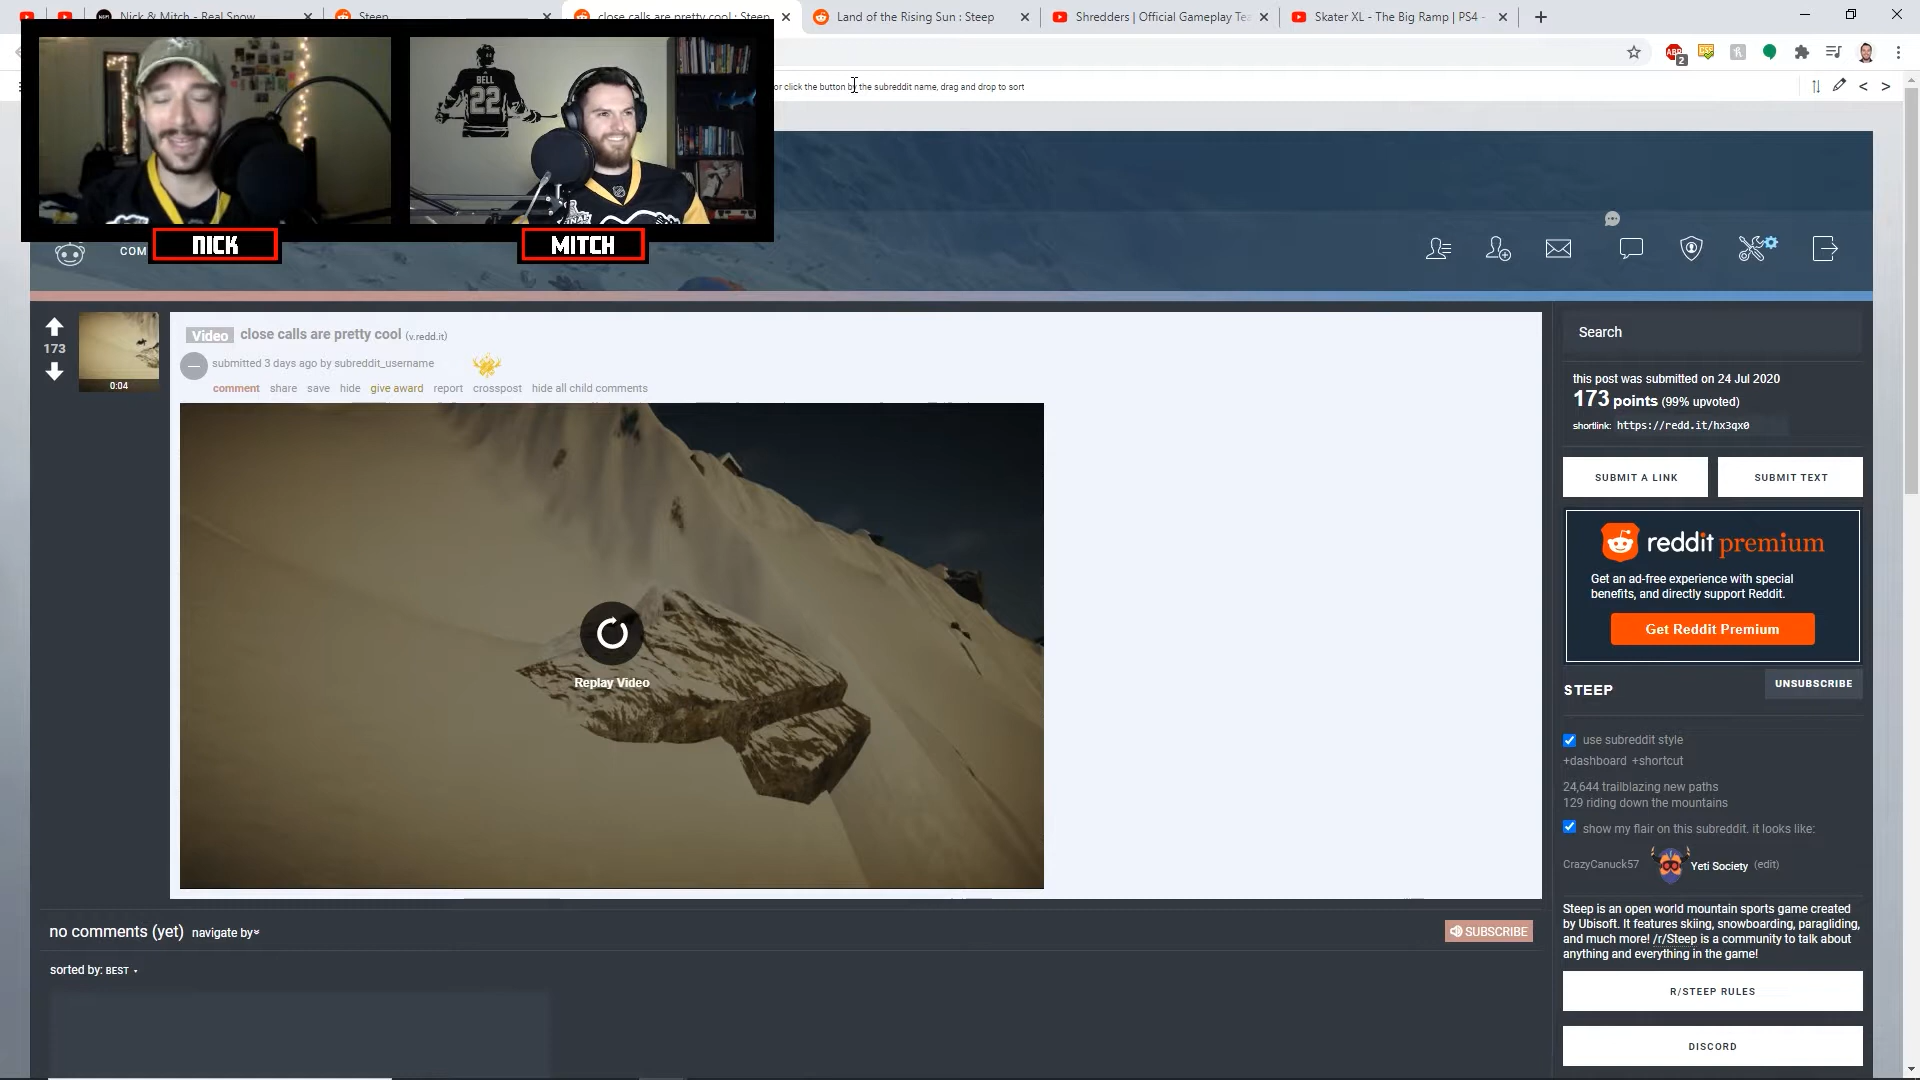 Nick & Mitch - Real Snow
Steep
close calls are pretty cool : Steep
Land of the Rising Sun : Steep
Shredders | Official Gameplay Tea
Skater XL - The Big Ramp | PS4 -
or click the button by the subreddit name, drag and drop to sort
BELL
22
NICK
MITCH
COM
173
0:04
Video close calls are pretty cool (v.redd.it)
submitted 3 days ago by subreddit_username
comment share save hide give award report crosspost hide all child comments
Replay Video
no comments (yet) navigate by
SUBSCRIBE
sorted by: BEST
Search
this post was submitted on 24 Jul 2020
173 points (99% upvoted)
shortlink: https://redd.it/hx3qx0
SUBMIT A LINK
SUBMIT TEXT
reddit premium
Get an ad-free experience with special
benefits, and directly support Reddit.
Get Reddit Premium
STEEP
UNSUBSCRIBE
use subreddit style
+dashboard +shortcut
24,644 trailblazing new paths
129 riding down the mountains
show my flair on this subreddit. it looks like:
CrazyCanuck57 Yeti Society (edit)
Steep is an open world mountain sports game created
by Ubisoft. It features skiing, snowboarding, paragliding,
and much more! /r/Steep is a community to talk about
anything and everything in the game!
R/STEEP RULES
DISCORD